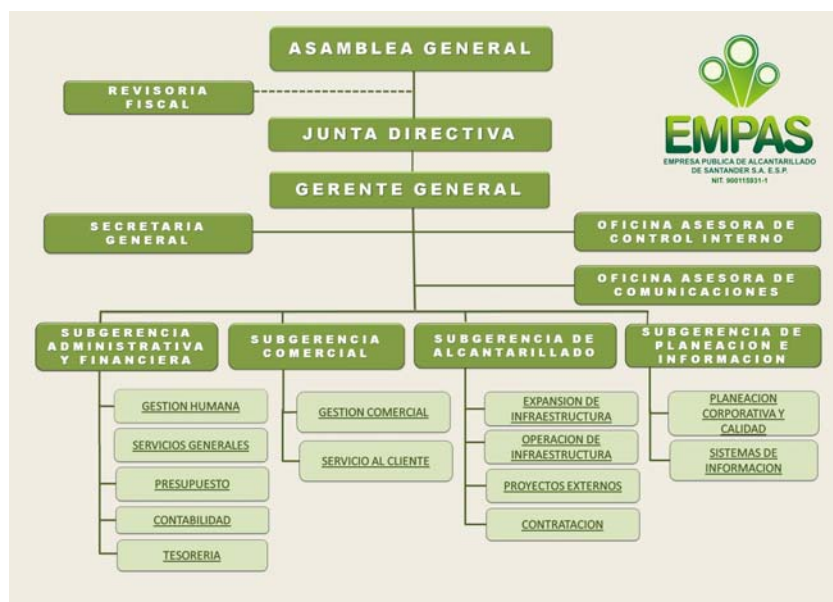 ASAMBLEA GENERAL
REVISORIA
FISCAL
JUNTA DIRECTIVA
GERENTE GENERAL
EMPAS
EMPRESA PUBLICA DE ALCANTARILLADO
DE SANTANDER S.A. E.S.P.
NIT. 900115931-1
SECRETARIA
GENERAL
OFICINA ASESORA DE
CONTROL INTERNO
OFICINA ASESORA DE
COMUNICACIONES
SUBGERENCIA
ADMINISTRATIVA
Y FINANCIERA
SUBGERENCIA
COMERCIAL
SUBGERENCIA DE
ALCANTARILLADO
SUBGERENCIA DE
PLANEACION E
INFORMACION
GESTION HUMANA
SERVICIOS GENERALES
PRESUPUESTO
CONTABILIDAD
TESORERIA
GESTION COMERCIAL
SERVICIO AL CLIENTE
EXPANSION DE
INFRAESTRUCTURA
OPERACION DE
INFRAESTRUCTURA
PROYECTOS EXTERNOS
CONTRATACION
PLANEACION
CORPORATIVA Y
CALIDAD
SISTEMAS DE
INFORMACION